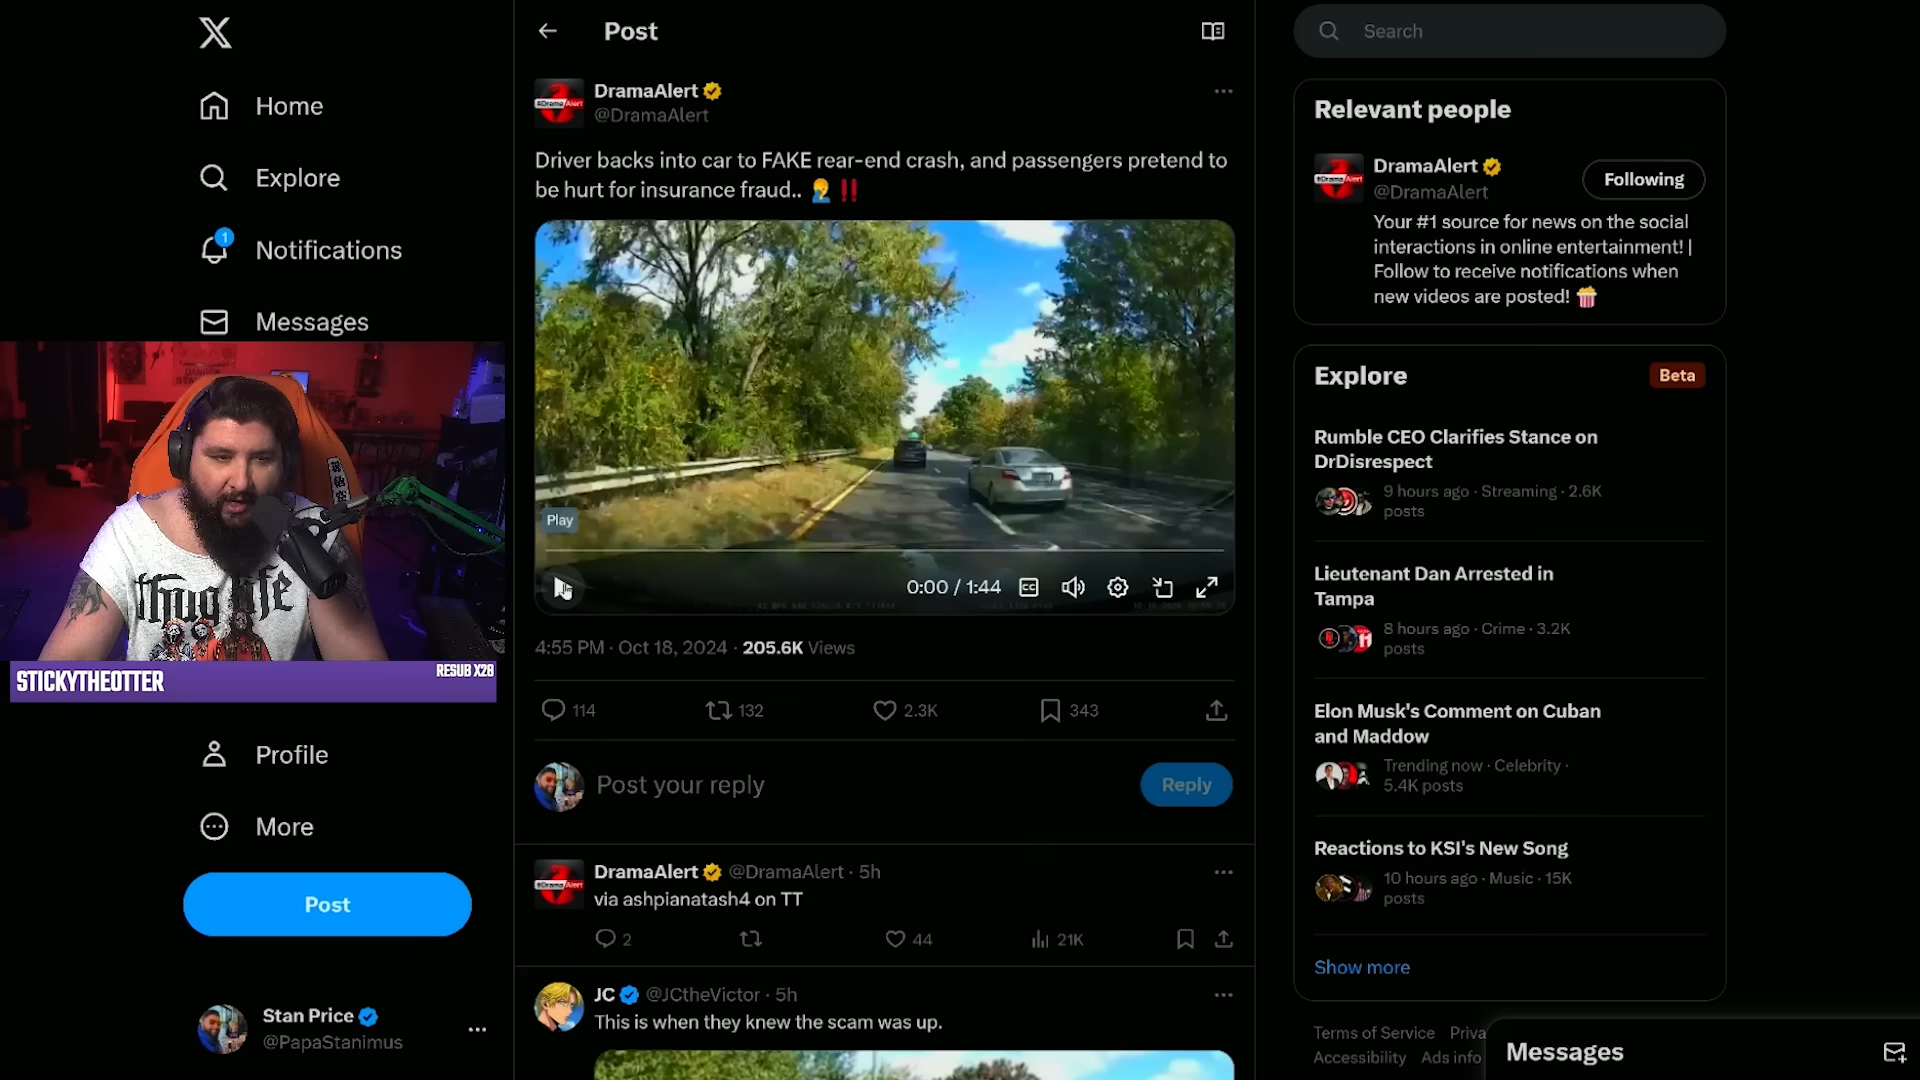 Home
Explore
Notifications
1
Messages
thug life
STICKYTHEOTTER
RESUB X28
Profile
More
Post
Stan Price
@PapaStanimus
Post
DramaAlert
@DramaAlert
Driver backs into car to FAKE rear-end crash, and passengers pretend to
be hurt for insurance fraud.. 🤦‍♂️ ‼️
Play
0:00 / 1:44
4:55 PM · Oct 18, 2024 · 205.6K Views
114
132
2.3K
343
Post your reply
Reply
DramaAlert @DramaAlert · 5h
via ashpianatash4 on TT
2
44
21K
JC @JCtheVictor · 5h
This is when they knew the scam was up.
Search
Relevant people
DramaAlert
@DramaAlert
Following
Your #1 source for news on the social
interactions in online entertainment! |
Follow to receive notifications when
new videos are posted! 🍿
Explore
Beta
Rumble CEO Clarifies Stance on
DrDisrespect
9 hours ago · Streaming · 2.6K
posts
Lieutenant Dan Arrested in
Tampa
8 hours ago · Crime · 3.2K
posts
Elon Musk's Comment on Cuban
and Maddow
Trending now · Celebrity ·
5.4K posts
Reactions to KSI's New Song
10 hours ago · Music · 15K
posts
Show more
Terms of Service Priva
Accessibility Ads info
Messages